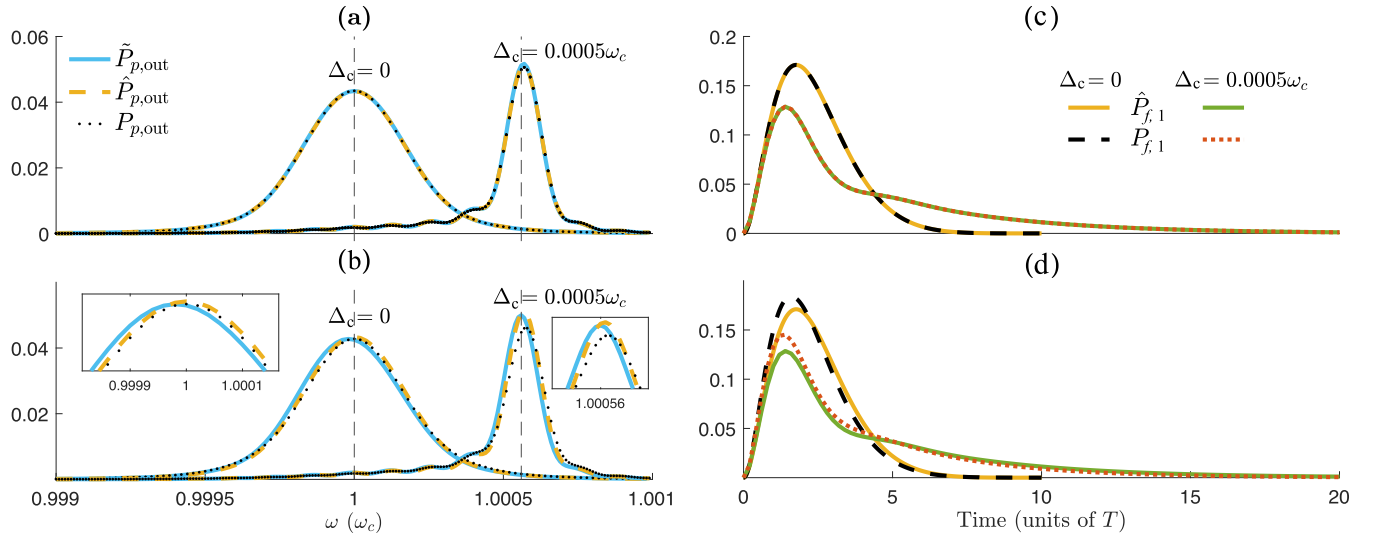 (a)
0.06
0.04
0.02
0
P̃p,out
P̂p,out
Pp,out
Δc = 0
Δc = 0.0005ωc
(b)
0.04
0.02
Δc = 0
Δc = 0.0005ωc
0.9999 1 1.0001
1.00056
0.999 0.9995 1 1.0005 1.001
ω (ωc)
(c)
0.2
0.15
0.1
0.05
0
Δc = 0 Δc = 0.0005ωc
P̂f,1
Pf,1
(d)
0.15
0.1
0.05
0 5 10 15 20
Time (units of T)